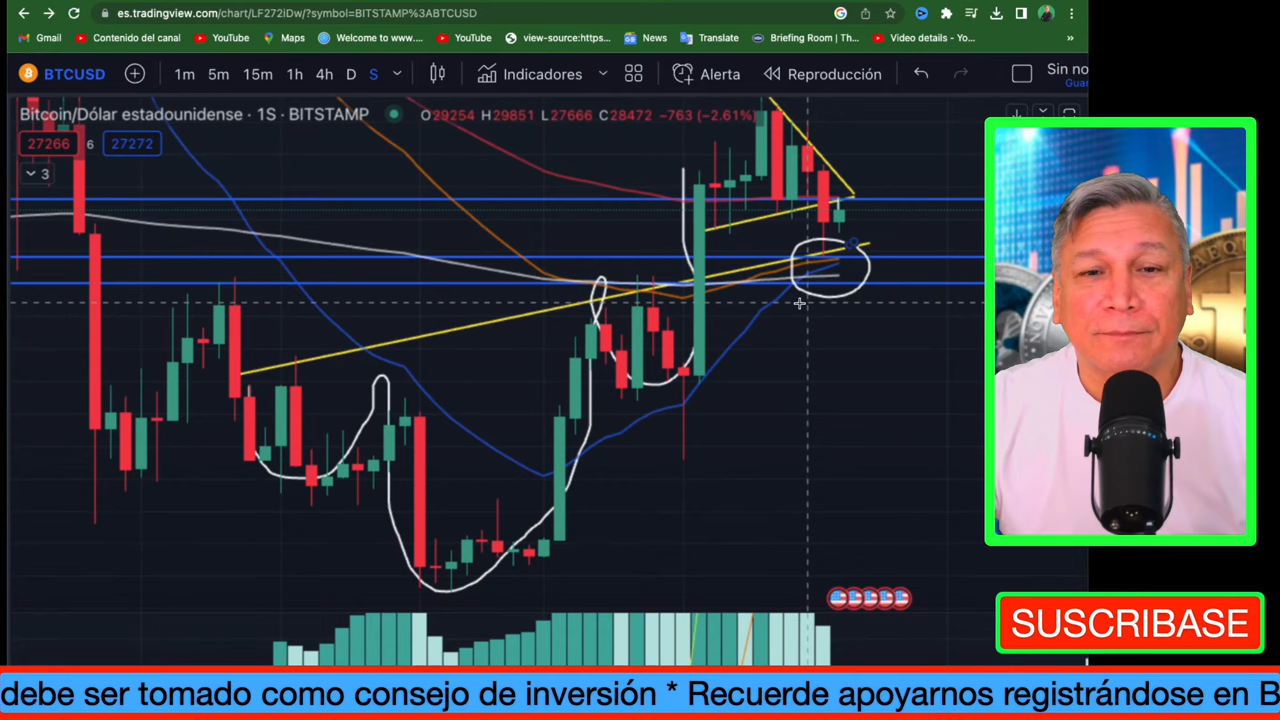 es.tradingview.com/chart/LF272iDw/?symbol=BITSTAMP%3ABTCUSD
Gmail Contenido del canal YouTube Maps Welcome to www.... YouTube view-source:https... News Translate Briefing Room | Th... Video details - Yo... »
BTCUSD 1m 5m 15m 1h 4h D S Indicadores Alerta Reproducción Sin no
Gua
Bitcoin/Dólar estadounidense · 1S · BITSTAMP O29254 H29851 L27666 C28472 −763 (−2.61%)
27266 6 27272
3
SUSCRIBASE
debe ser tomado como consejo de inversión * Recuerde apoyarnos registrándose en B